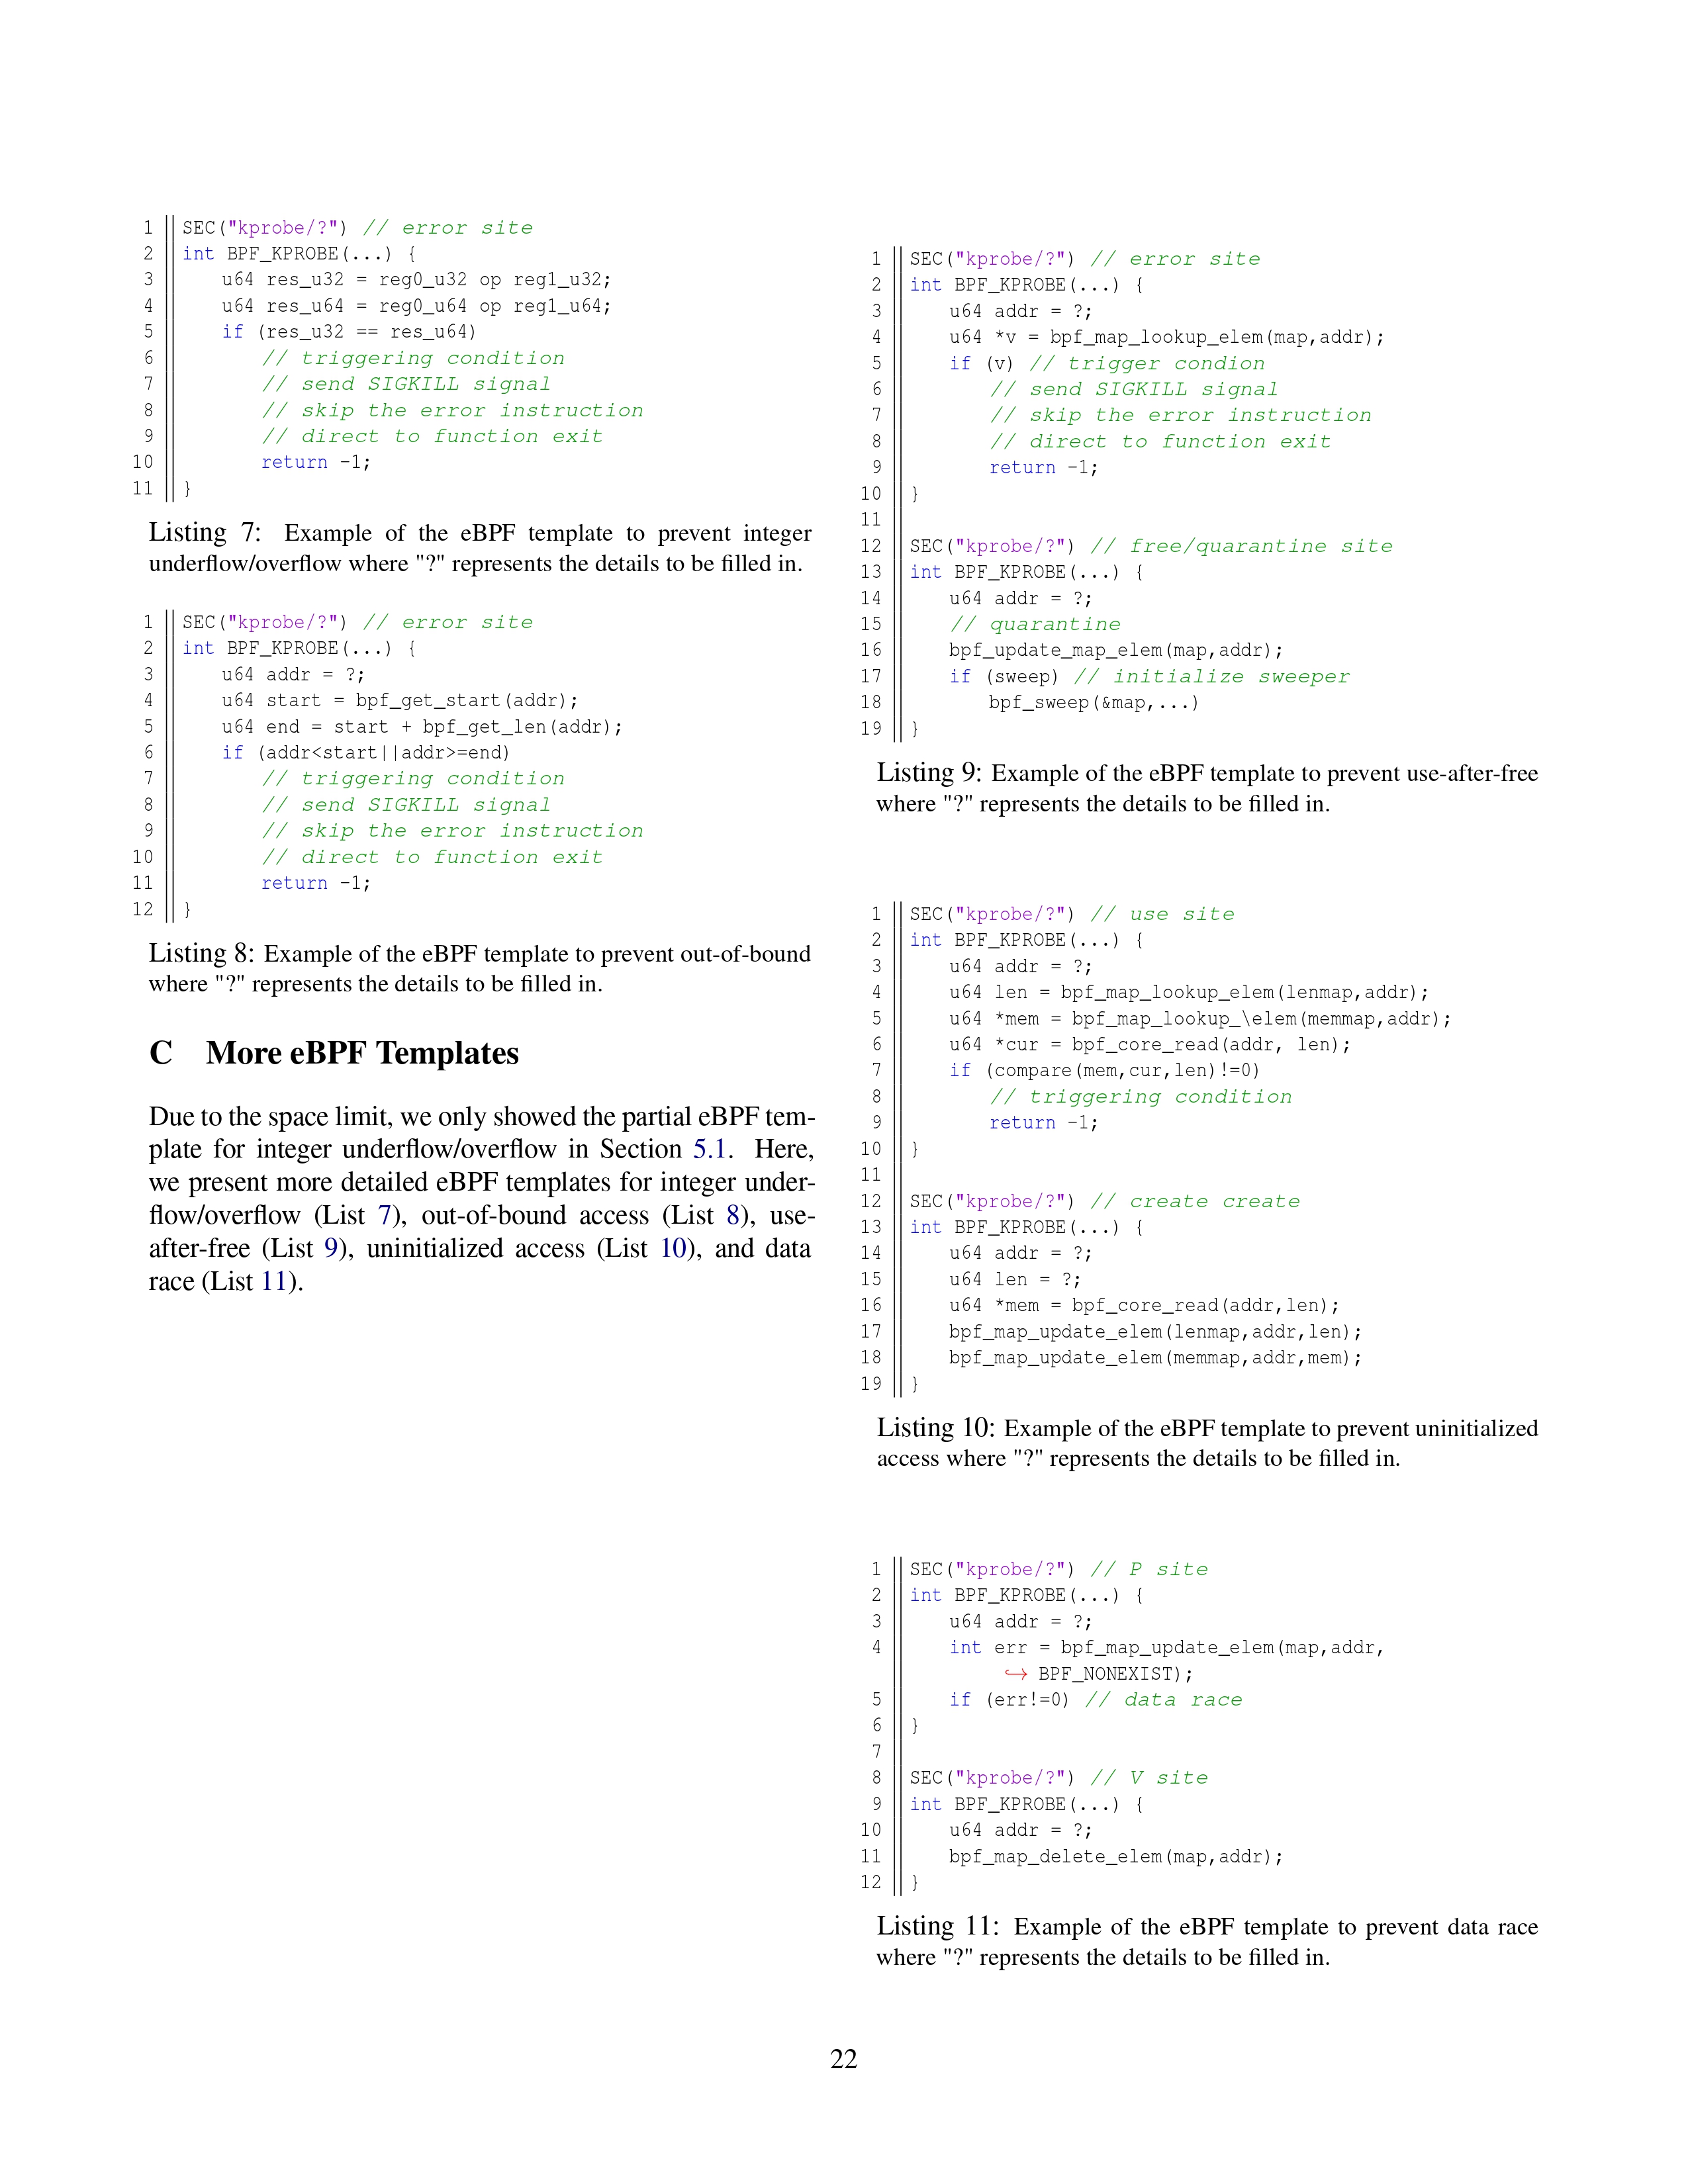 1 SEC("kprobe/?") // error site
2 int BPF_KPROBE(...) {
3 u64 res_u32 = reg0_u32 op reg1_u32;
4 u64 res_u64 = reg0_u64 op reg1_u64;
5 if (res_u32 == res_u64)
6 // triggering condition
7 // send SIGKILL signal
8 // skip the error instruction
9 // direct to function exit
10 return -1;
11 }
Listing 7: Example of the eBPF template to prevent integer
underflow/overflow where "?" represents the details to be filled in.
1 SEC("kprobe/?") // error site
2 int BPF_KPROBE(...) {
3 u64 addr = ?;
4 u64 start = bpf_get_start(addr);
5 u64 end = start + bpf_get_len(addr);
6 if (addr<start||addr>=end)
7 // triggering condition
8 // send SIGKILL signal
9 // skip the error instruction
10 // direct to function exit
11 return -1;
12 }
Listing 8: Example of the eBPF template to prevent out-of-bound
where "?" represents the details to be filled in.
C More eBPF Templates
Due to the space limit, we only showed the partial eBPF tem-
plate for integer underflow/overflow in Section 5.1. Here,
we present more detailed eBPF templates for integer under-
flow/overflow (List 7), out-of-bound access (List 8), use-
after-free (List 9), uninitialized access (List 10), and data
race (List 11).
1 SEC("kprobe/?") // error site
2 int BPF_KPROBE(...) {
3 u64 addr = ?;
4 u64 *v = bpf_map_lookup_elem(map,addr);
5 if (v) // trigger condion
6 // send SIGKILL signal
7 // skip the error instruction
8 // direct to function exit
9 return -1;
10 }
11
12 SEC("kprobe/?") // free/quarantine site
13 int BPF_KPROBE(...) {
14 u64 addr = ?;
15 // quarantine
16 bpf_update_map_elem(map,addr);
17 if (sweep) // initialize sweeper
18 bpf_sweep(&map,...)
19 }
Listing 9: Example of the eBPF template to prevent use-after-free
where "?" represents the details to be filled in.
1 SEC("kprobe/?") // use site
2 int BPF_KPROBE(...) {
3 u64 addr = ?;
4 u64 len = bpf_map_lookup_elem(lenmap,addr);
5 u64 *mem = bpf_map_lookup_\elem(memmap,addr);
6 u64 *cur = bpf_core_read(addr, len);
7 if (compare(mem,cur,len)!=0)
8 // triggering condition
9 return -1;
10 }
11
12 SEC("kprobe/?") // create create
13 int BPF_KPROBE(...) {
14 u64 addr = ?;
15 u64 len = ?;
16 u64 *mem = bpf_core_read(addr,len);
17 bpf_map_update_elem(lenmap,addr,len);
18 bpf_map_update_elem(memmap,addr,mem);
19 }
Listing 10: Example of the eBPF template to prevent uninitialized
access where "?" represents the details to be filled in.
1 SEC("kprobe/?") // P site
2 int BPF_KPROBE(...) {
3 u64 addr = ?;
4 int err = bpf_map_update_elem(map,addr,
↪ BPF_NONEXIST);
5 if (err!=0) // data race
6 }
7
8 SEC("kprobe/?") // V site
9 int BPF_KPROBE(...) {
10 u64 addr = ?;
11 bpf_map_delete_elem(map,addr);
12 }
Listing 11: Example of the eBPF template to prevent data race
where "?" represents the details to be filled in.
22